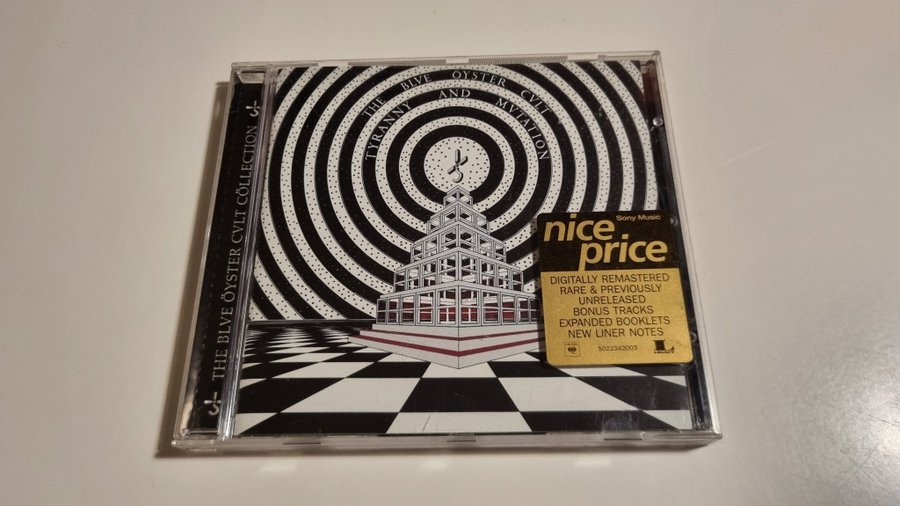 THE BLVE ÖYSTER CVLT CÖLLECTION
THE BLVE ÖYSTER CVLT
TYRANNY AND MVTATION
Sony Music
nice
price
DIGITALLY REMASTERED
RARE & PREVIOUSLY
UNRELEASED
BONUS TRACKS
EXPANDED BOOKLETS
NEW LINER NOTES
5022342003